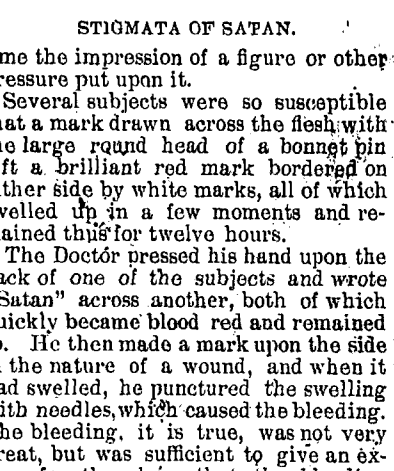 STIGMATA OF SATAN.
me the impression of a figure or other
ressure put upon it.
Several subjects were so susceptible
hat a mark drawn across the flesh with
he large round head of a bonnet pin
ft a brilliant red mark bordered on
ther side by white marks, all of which
welled up in a few moments and re-
ained thus for twelve hours.
The Doctor pressed his hand upon the
ack of one of the subjects and wrote
Satan" across another, both of which
uickly became blood red and remained
o. He then made a mark upon the side
the nature of a wound, and when it
ad swelled, he punctured the swelling
ith needles, which caused the bleeding.
he bleeding, it is true, was not very
reat, but was sufficient to give an ex-